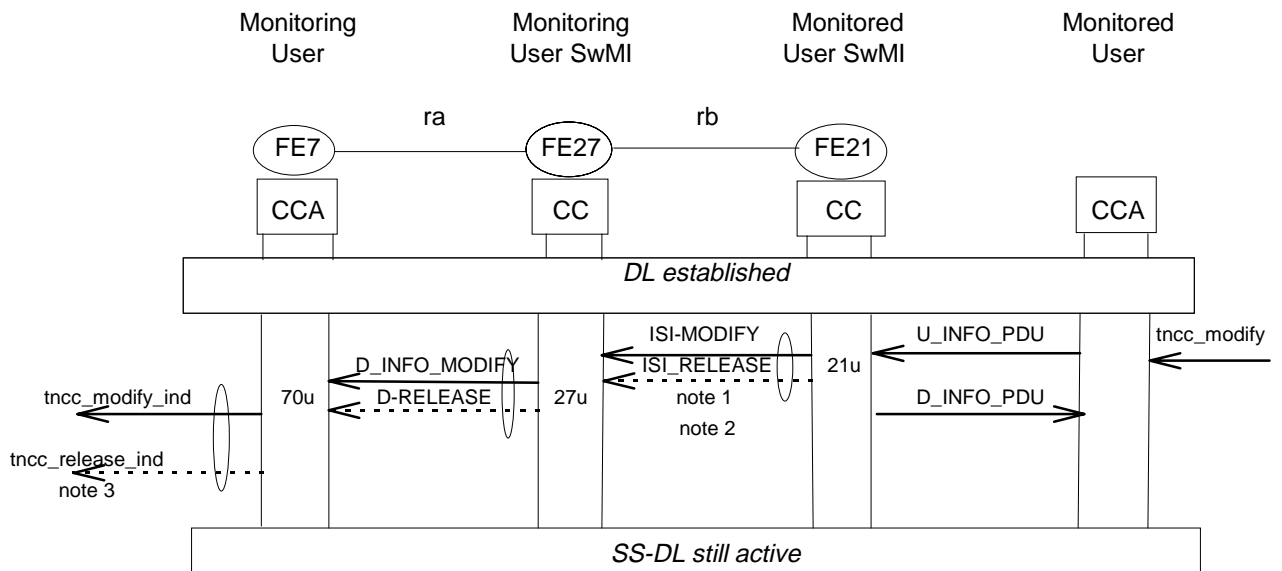 Monitoring
User
Monitoring
User SwMI
Monitored
User SwMI
Monitored
User
ra
rb
FE7
FE27
FE21
CCA
CC
CC
CCA
DL established
ISI-MODIFY
U_INFO_PDU
tncc_modify
D_INFO_MODIFY
ISI_RELEASE
21u
tncc_modify_ind
70u
D-RELEASE
27u
note 1
D_INFO_PDU
note 2
tncc_release_ind
note 3
SS-DL still active